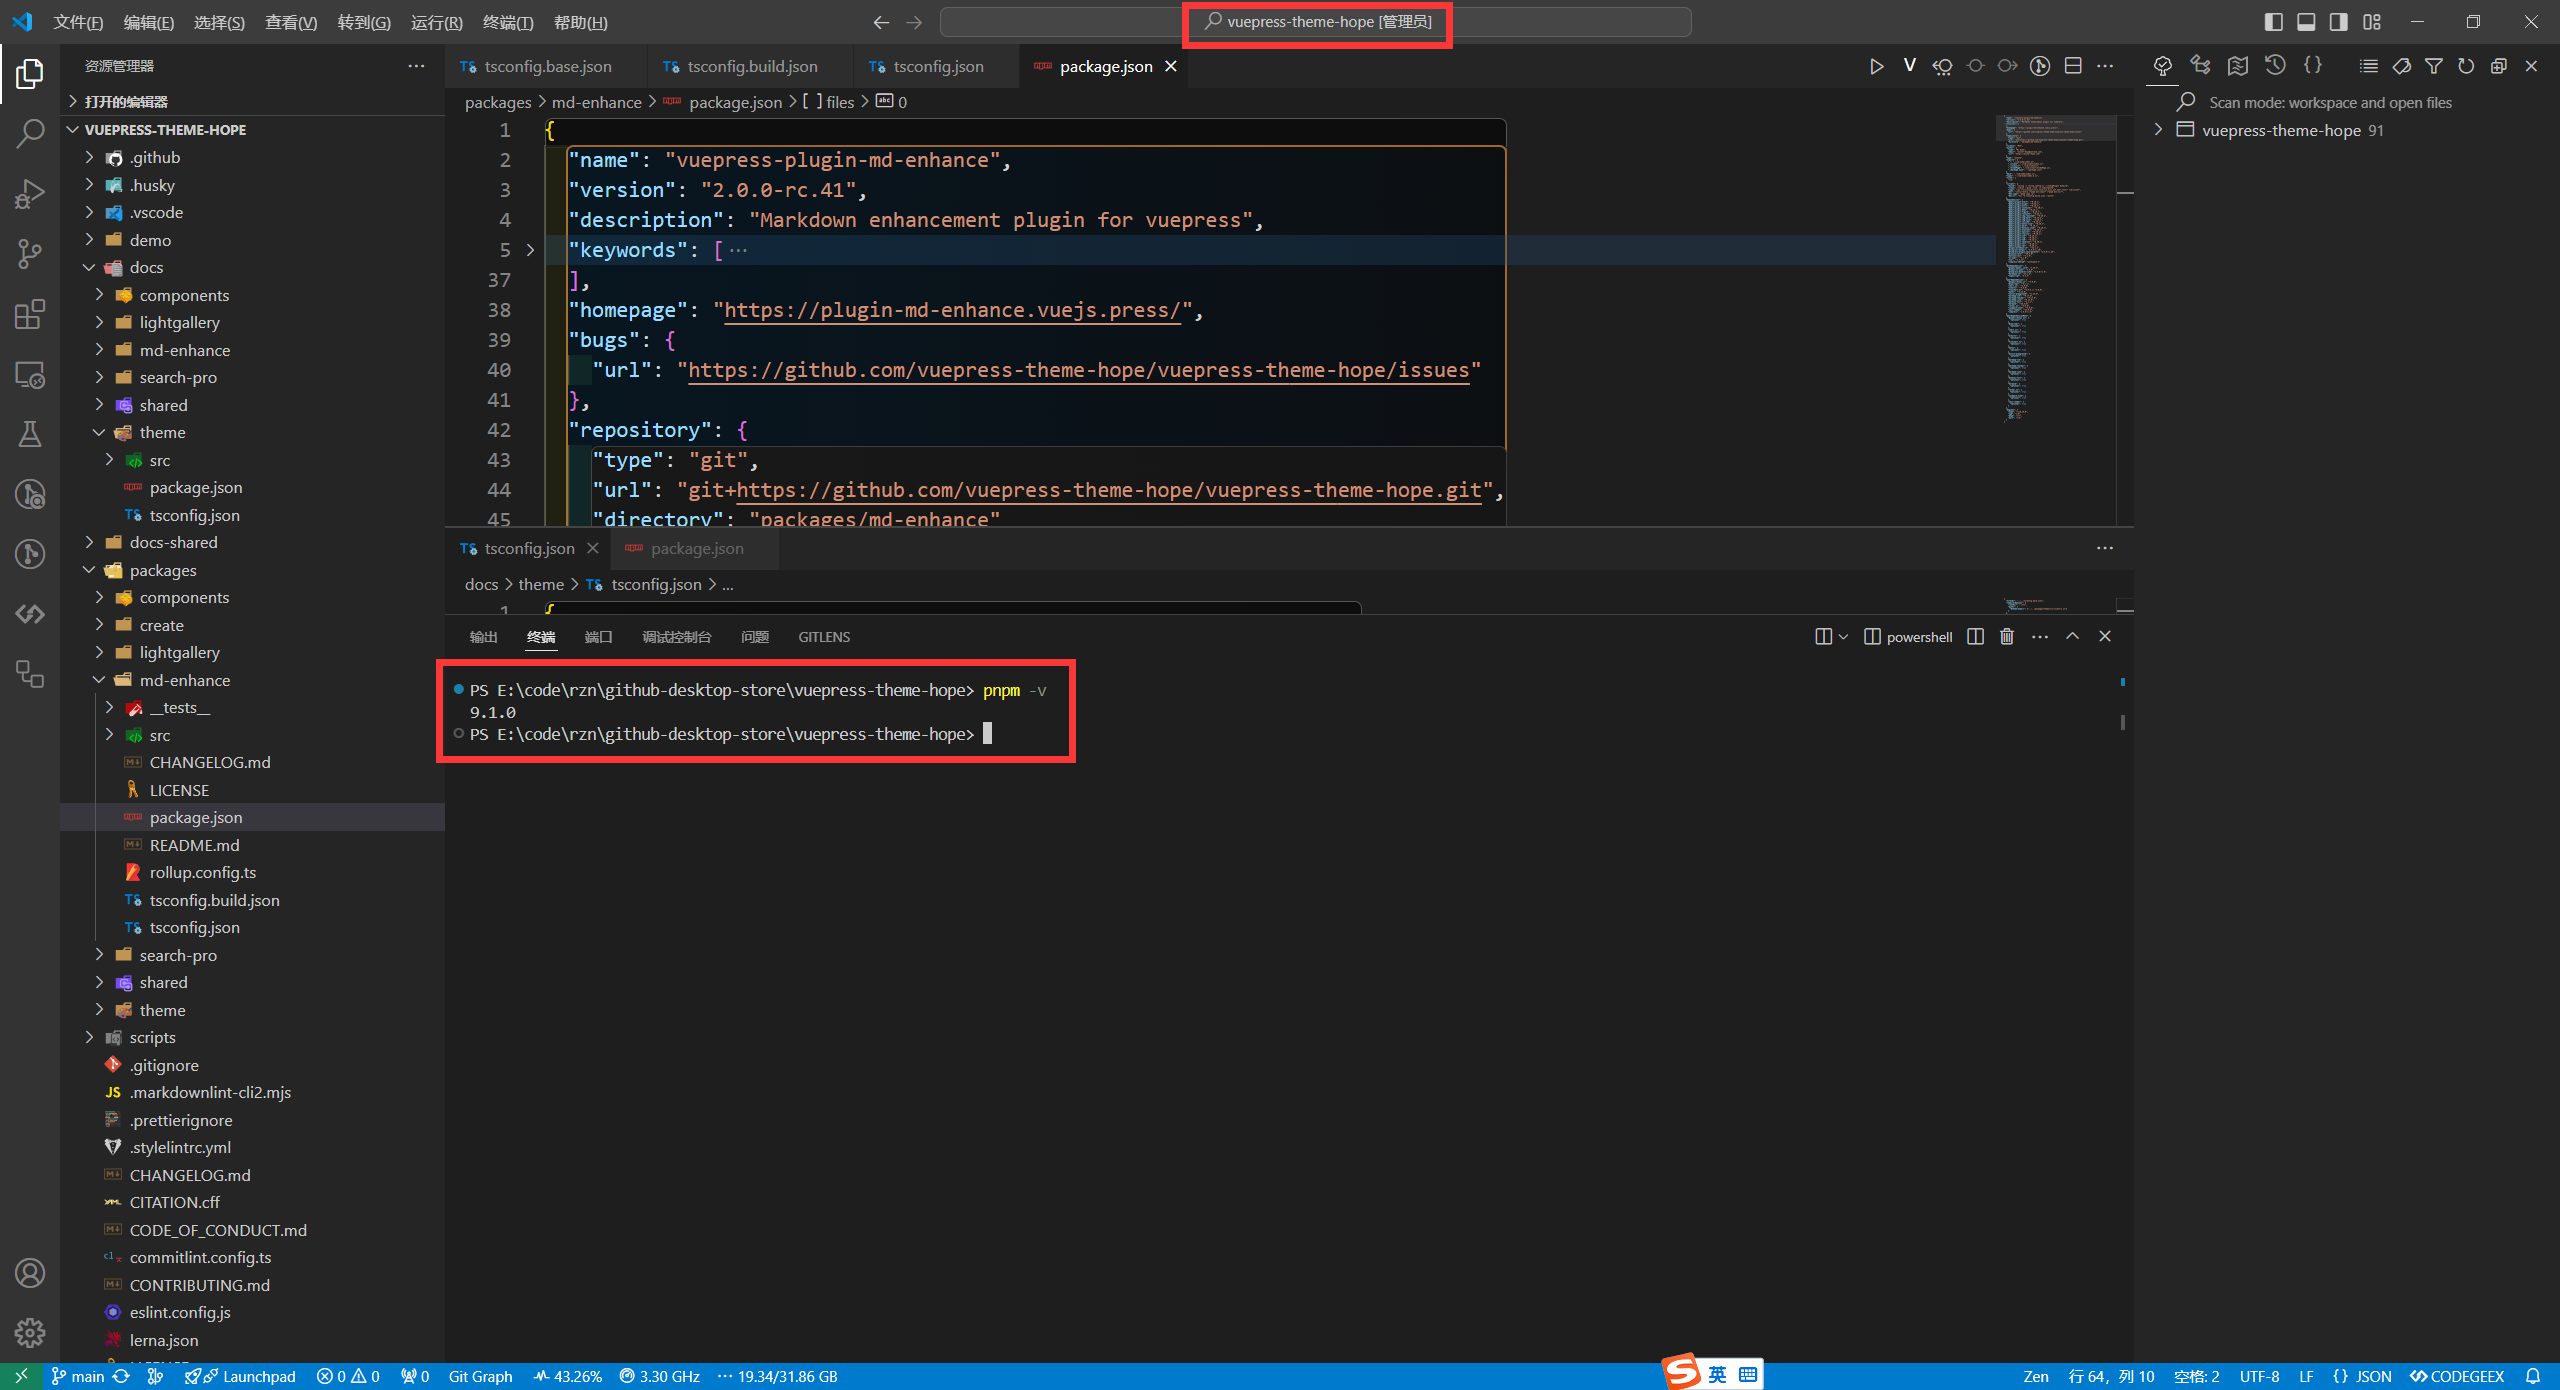 文件(F) 编辑(E) 选择(S) 查看(V) 转到(G) 运行(R) 终端(T) 帮助(H)
vuepress-theme-hope [管理员]
资源管理器
打开的编辑器
VUEPRESS-THEME-HOPE
.github
.husky
.vscode
demo
docs
components
lightgallery
md-enhance
search-pro
shared
theme
src
package.json
tsconfig.json
docs-shared
packages
components
create
lightgallery
md-enhance
__tests__
src
CHANGELOG.md
LICENSE
package.json
README.md
rollup.config.ts
tsconfig.build.json
tsconfig.json
search-pro
shared
theme
scripts
.gitignore
.markdownlint-cli2.mjs
.prettierignore
.stylelintrc.yml
CHANGELOG.md
CITATION.cff
CODE_OF_CONDUCT.md
commitlint.config.ts
CONTRIBUTING.md
eslint.config.js
lerna.json
tsconfig.base.json tsconfig.build.json tsconfig.json package.json
packages > md-enhance > package.json > [ ] files > 0
1 {
2 "name": "vuepress-plugin-md-enhance",
3 "version": "2.0.0-rc.41",
4 "description": "Markdown enhancement plugin for vuepress",
5 "keywords": [ ···
37 ],
38 "homepage": "https://plugin-md-enhance.vuejs.press/",
39 "bugs": {
40 "url": "https://github.com/vuepress-theme-hope/vuepress-theme-hope/issues"
41 },
42 "repository": {
43 "type": "git",
44 "url": "git+https://github.com/vuepress-theme-hope/vuepress-theme-hope.git",
45 "directory": "packages/md-enhance"
tsconfig.json package.json
docs > theme > tsconfig.json > ...
1 {
输出 终端 端口 调试控制台 问题 GITLENS
powershell
PS E:\code\rzn\github-desktop-store\vuepress-theme-hope> pnpm -v
9.1.0
PS E:\code\rzn\github-desktop-store\vuepress-theme-hope>
Scan mode: workspace and open files
vuepress-theme-hope 91
main Launchpad 0 0 0 Git Graph 43.26% 3.30 GHz 19.34/31.86 GB
英
Zen 行 64，列 10 空格: 2 UTF-8 LF {} JSON CODEGEEX